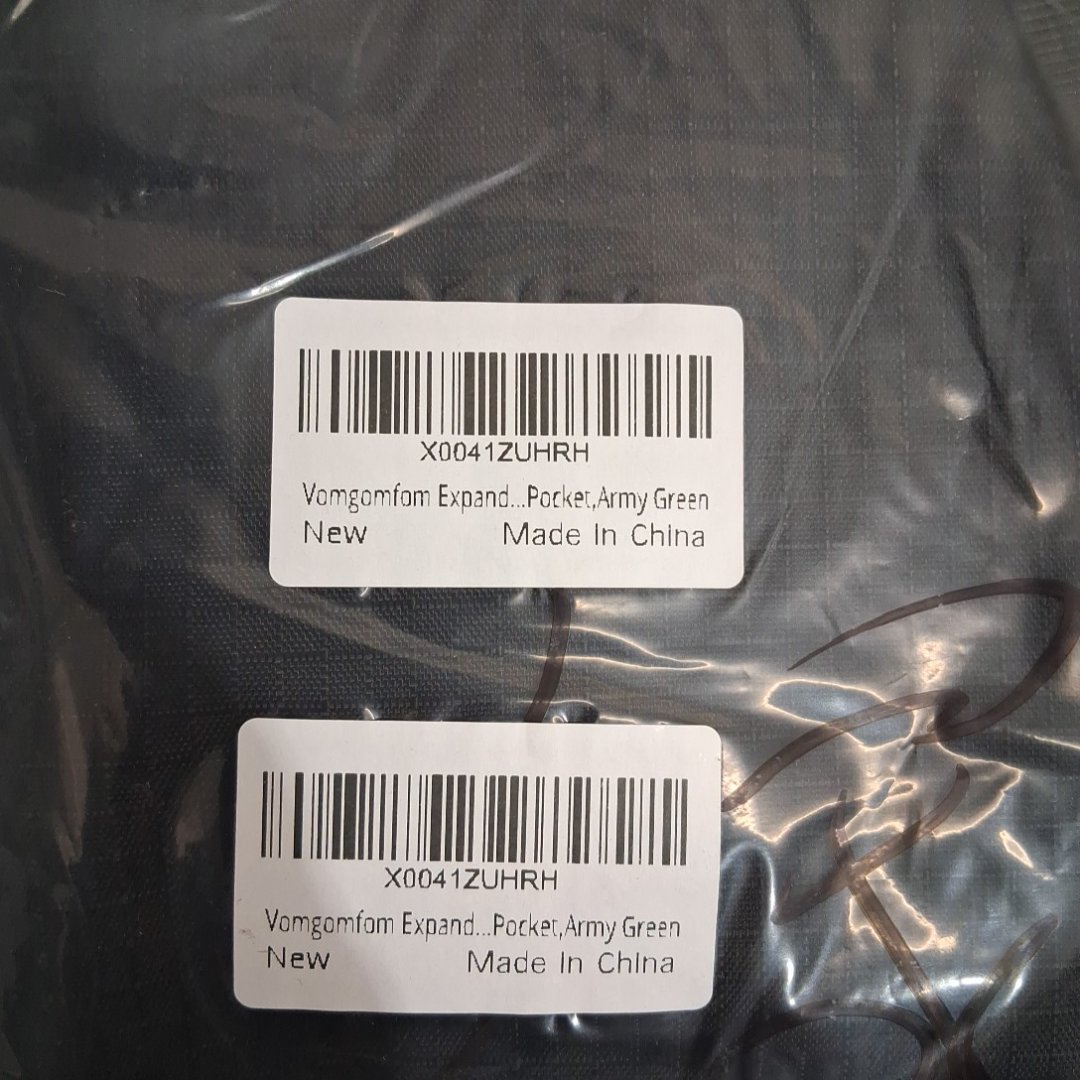 X0041ZUHRH
Vomgomfom Expand...Pocket,Army Green
New Made In China
X0041ZUHRH
Vomgomfom Expand...Pocket,Army Green
New Made In China